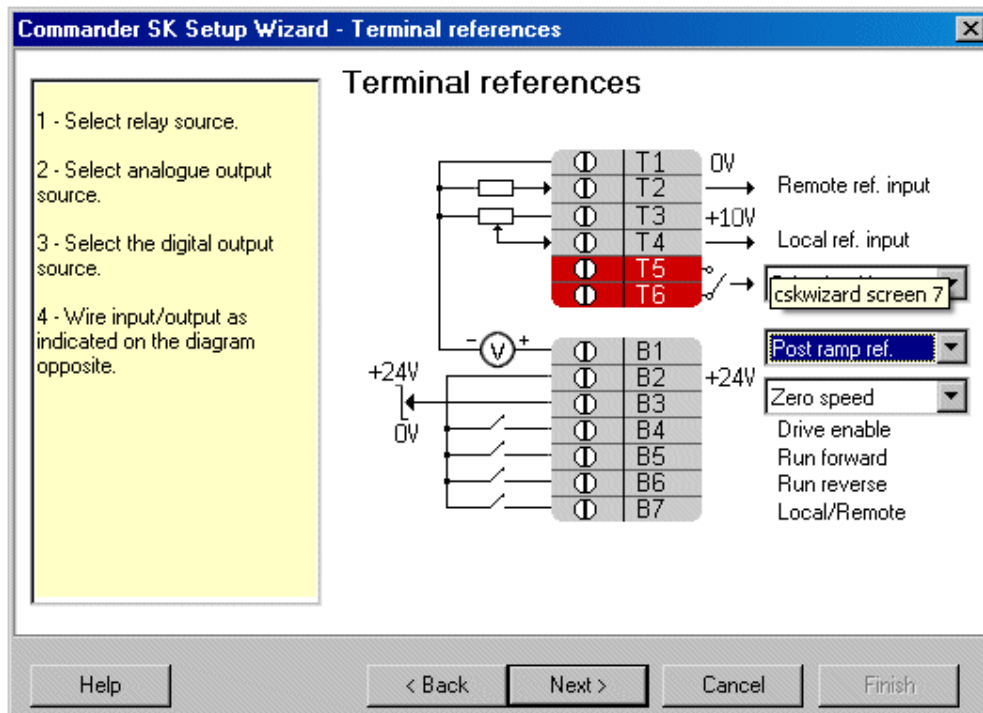 Commander SK Setup Wizard - Terminal references
Terminal references
1 - Select relay source.
2 - Select analogue output
source.
3 - Select the digital output
source.
4 - Wire input/output as
indicated on the diagram
opposite.
T1 0V
T2 Remote ref. input
T3 +10V
T4 Local ref. input
T5
T6
cskwizard screen 7
- V + B1 Post ramp ref.
+24V B2 +24V
B3 Zero speed
0V B4 Drive enable
B5 Run forward
B6 Run reverse
B7 Local/Remote
Help < Back Next > Cancel Finish